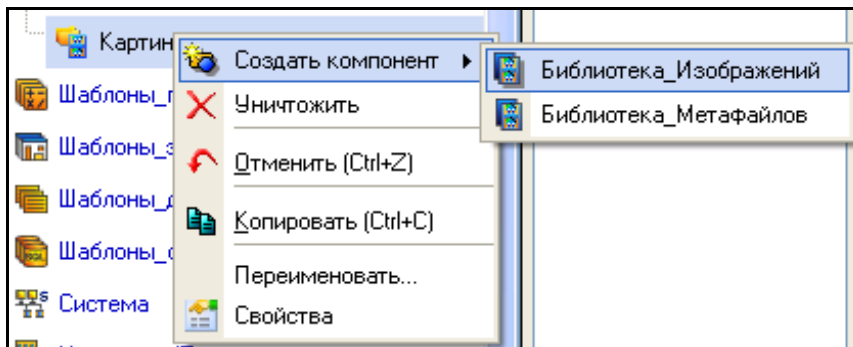 Картин
Создать компонент
Библиотека_Изображений
Шаблоны_
Уничтожить
Библиотека_Метафайлов
Шаблоны_
Отменить (Ctrl+Z)
Шаблоны_
Копировать (Ctrl+C)
Шаблоны_
Переименовать...
Система
Свойства